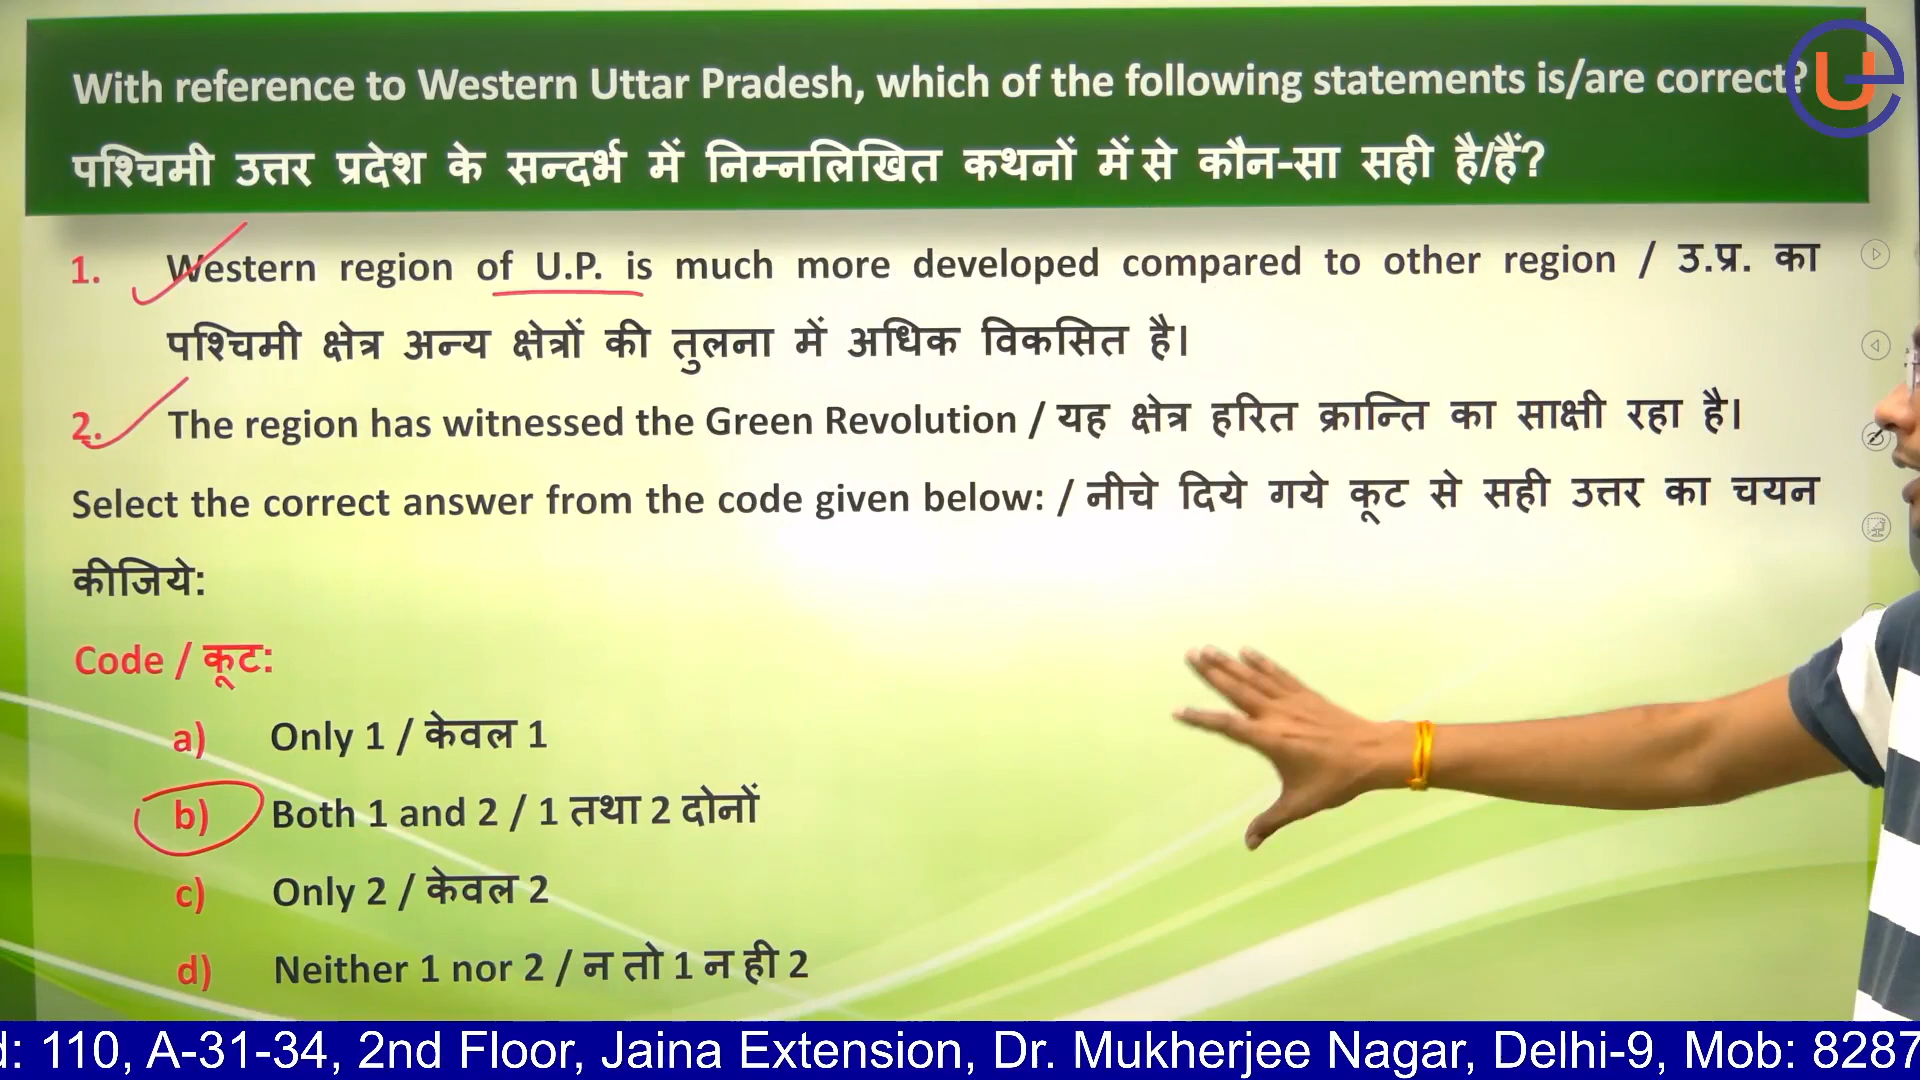 With reference to Western Uttar Pradesh, which of the following statements is/are correct?
पश्चिमी उत्तर प्रदेश के सन्दर्भ में निम्नलिखित कथनों में से कौन-सा सही है/हैं?
1. Western region of U.P. is much more developed compared to other region / उ.प्र. का
पश्चिमी क्षेत्र अन्य क्षेत्रों की तुलना में अधिक विकसित है।
2. The region has witnessed the Green Revolution / यह क्षेत्र हरित क्रान्ति का साक्षी रहा है।
Select the correct answer from the code given below: / नीचे दिये गये कूट से सही उत्तर का चयन
कीजिये:
Code / कूट:
a) Only 1 / केवल 1
b) Both 1 and 2 / 1 तथा 2 दोनों
c) Only 2 / केवल 2
d) Neither 1 nor 2 / न तो 1 न ही 2
d: 110, A-31-34, 2nd Floor, Jaina Extension, Dr. Mukherjee Nagar, Delhi-9, Mob: 8287